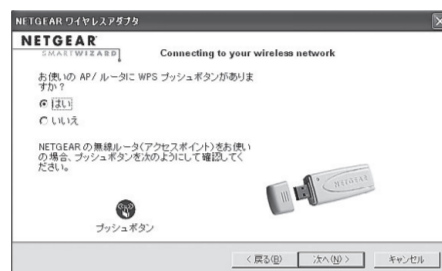 NETGEAR ワイヤレスアダプタ
NETGEAR
SMARTWIZARD
Connecting to your wireless network
お使いの AP/ ルータに WPS プッシュボタンがありま
すか？
はい
いいえ
NETGEAR の無線ルータ(アクセスポイント)をお使い
の場合、プッシュボタンを次のようにして確認してく
ださい。
プッシュボタン
NETGEAR
< 戻る(B)
次へ(N) >
キャンセル